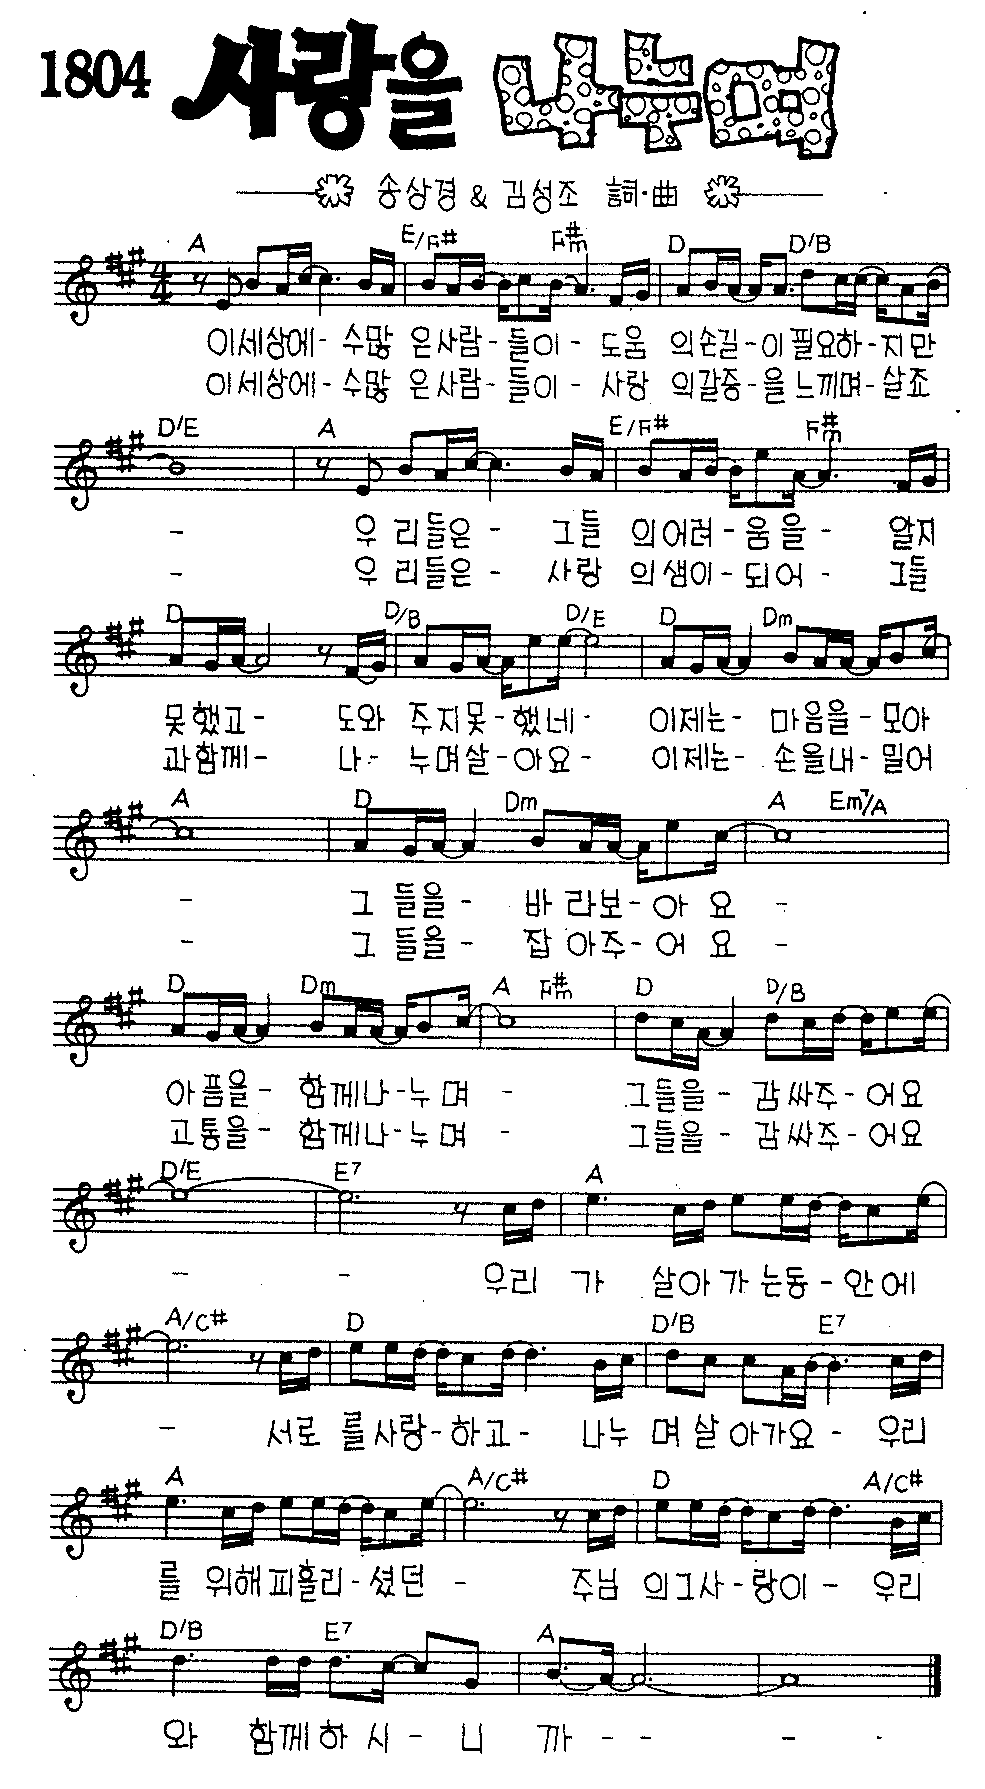 1804 사랑을 나누며
송상경 & 김성조 詞·曲
A E/F# F#m D D/B
이세상에- 수많 은사람-들이- 도움 의손길-이필요하-지만
이세상에-수많 은사람-들이- 사랑 의갈증-을느끼며-살죠
D/E A E/F# F#m
- 우 리들은- 그들 의어려-움을- 알지
- 우 리들은- 사랑 의샘이-되어- 그들
D D/B D/E D Dm
못했고- 도와 주지못-했네- 이제는- 마음을-모아
과함께- 나- 누며살-아요- 이제는- 손을내-밀어
A D Dm A Em7/A
- 그 들을- 바 라보-아 요 -
- 그 들을- 잡 아주-어 요 -
D Dm A F#m D D/B
아픔을- 함께나-누 며 - 그들을- 감싸주-어요
고통을- 함께나-누 며 - 그들을- 감싸주-어요
D/E E7 A
- - 우리 가 살아 가 는동-안에
A/C# D D/B E7
- 서로 를사랑-하고- 나누 며 살 아가요- 우리
A A/C# D A/C#
를 위해피흘리-셨던 - 주님 의그사-랑이- 우리
D/B E7 A
와 함께하 시- 니 까-- - -